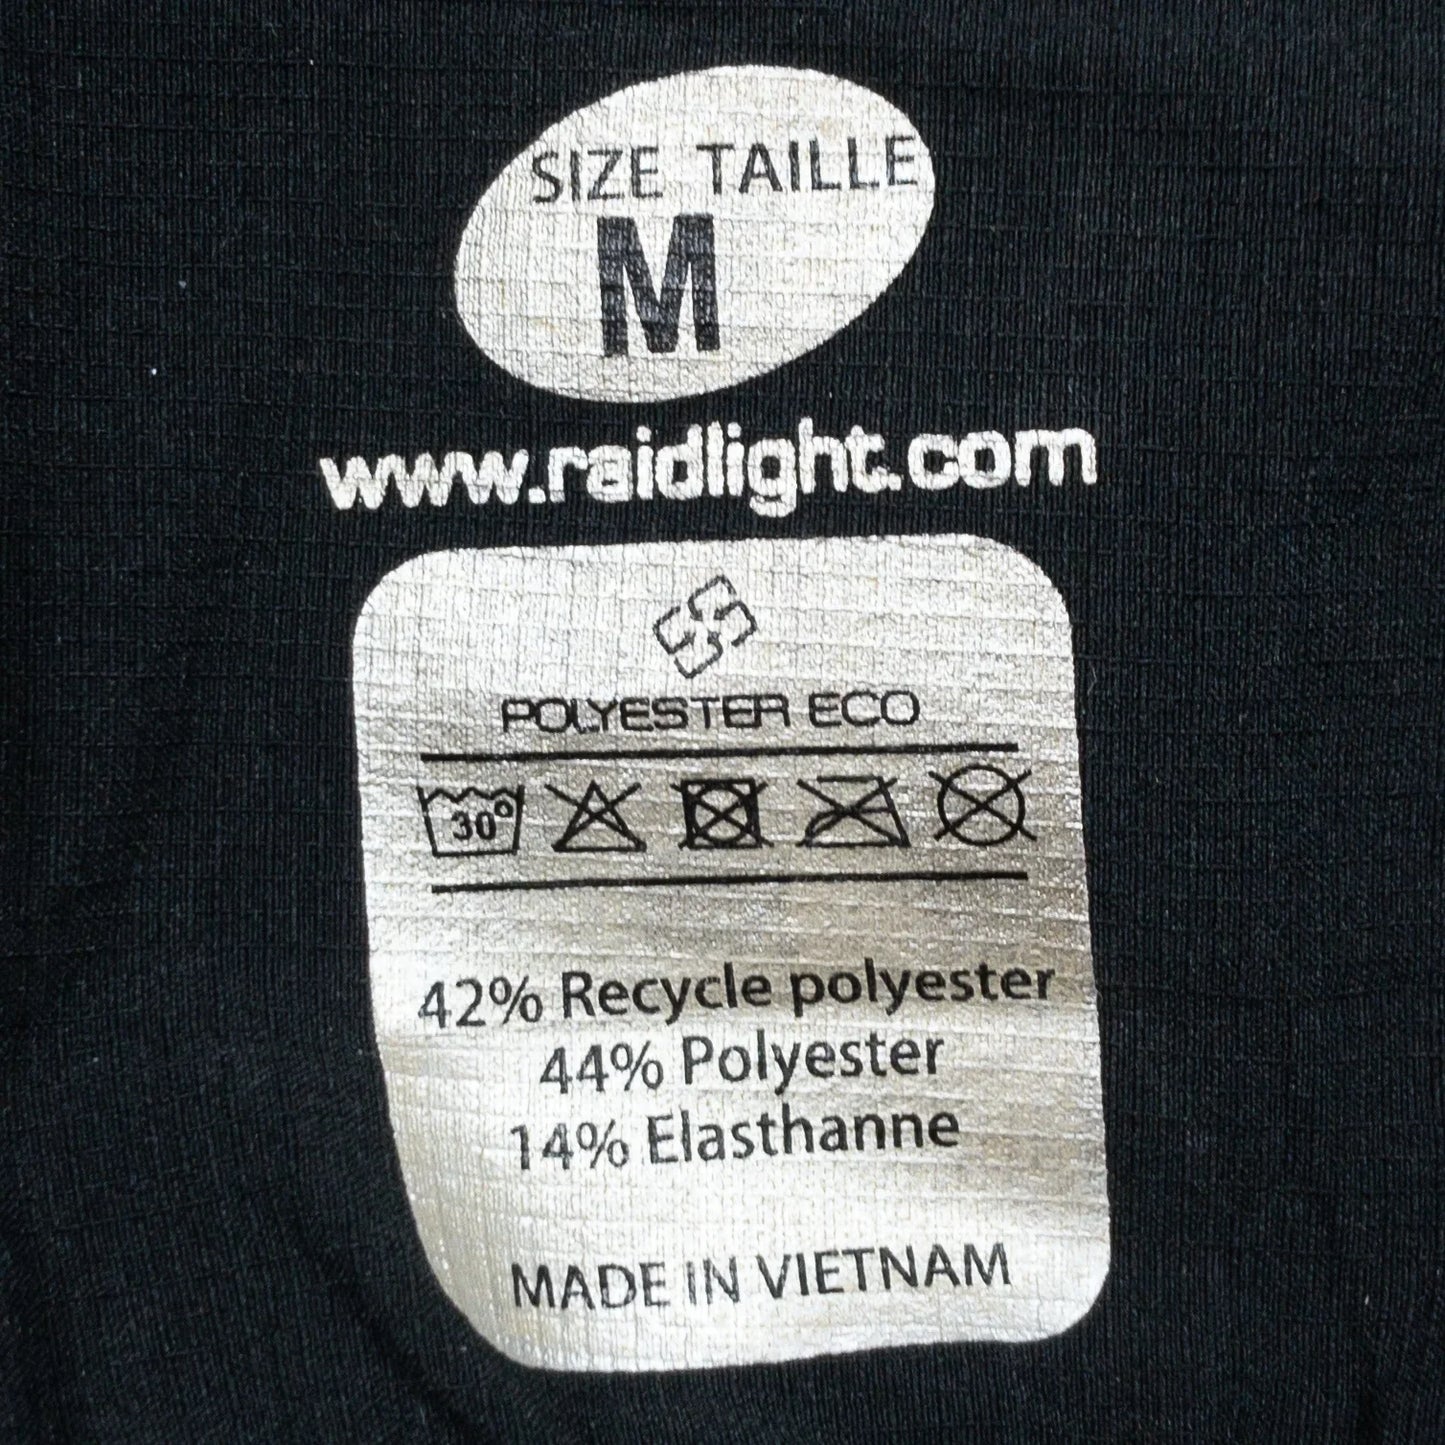 SIZE TAILLE
M
www.raidlight.com
POLYESTER ECO
30°
42% Recycle polyester
44% Polyester
14% Elasthanne
MADE IN VIETNAM